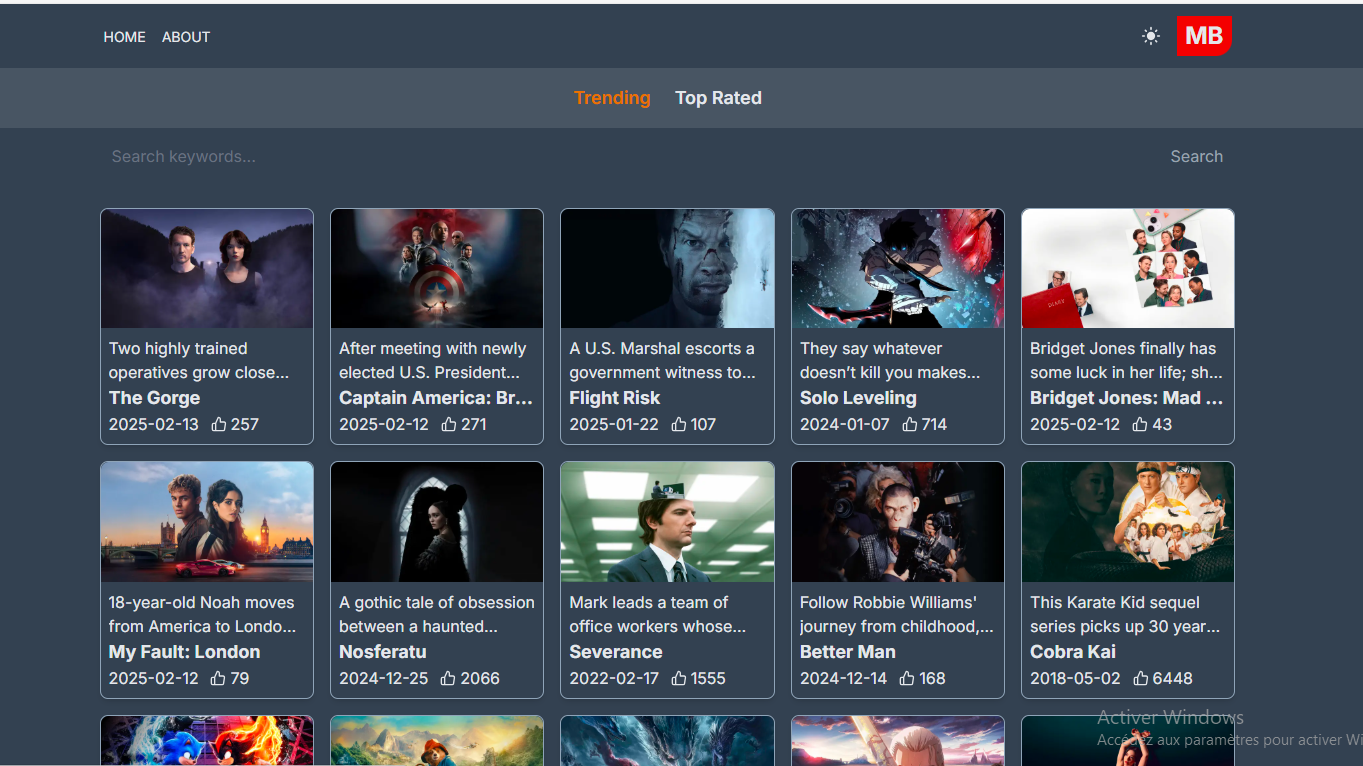 HOME ABOUT MB
Trending Top Rated
Search keywords... Search
Two highly trained
operatives grow close...
The Gorge
2025-02-13 257
After meeting with newly
elected U.S. President...
Captain America: Br...
2025-02-12 271
A U.S. Marshal escorts a
government witness to...
Flight Risk
2025-01-22 107
They say whatever
doesn’t kill you makes...
Solo Leveling
2024-01-07 714
DIARY
Bridget Jones finally has
some luck in her life; sh...
Bridget Jones: Mad ...
2025-02-12 43
18-year-old Noah moves
from America to Londo...
My Fault: London
2025-02-12 79
A gothic tale of obsession
between a haunted...
Nosferatu
2024-12-25 2066
Mark leads a team of
office workers whose...
Severance
2022-02-17 1555
Follow Robbie Williams'
journey from childhood,...
Better Man
2024-12-14 168
This Karate Kid sequel
series picks up 30 year...
Cobra Kai
2018-05-02 6448
Activer Windows
Accédez aux paramètres pour activer Wi